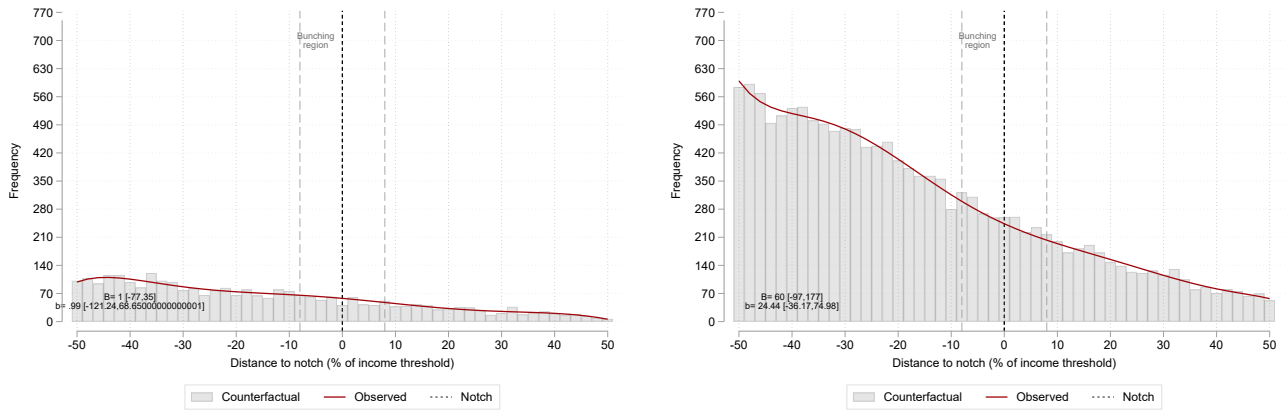 770
700
630
560
490
420
350
280
210
140
70
0
Frequency
Bunching
region
B= 1 [-77,35]
b= .99 [-121.24,68.65000000000001]
-50 -40 -30 -20 -10 0 10 20 30 40 50
Distance to notch (% of income threshold)
Counterfactual Observed Notch
770
700
630
560
490
420
350
280
210
140
70
0
Frequency
Bunching
region
B= 60 [-97,177]
b= 24.44 [-36.17,74.98]
-50 -40 -30 -20 -10 0 10 20 30 40 50
Distance to notch (% of income threshold)
Counterfactual Observed Notch